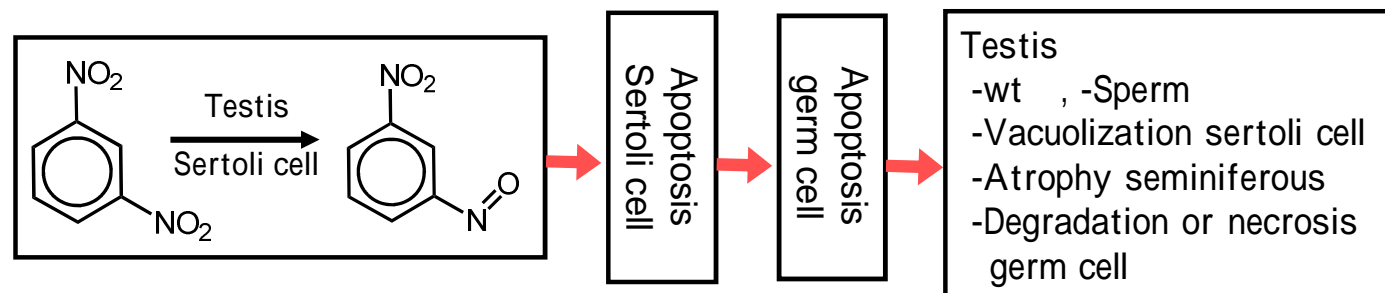 NO₂
NO₂
Testis
Sertoli cell
NO₂
N
O
Apoptosis
Sertoli cell
Apoptosis
germ cell
Testis
-wt , -Sperm
-Vacuolization sertoli cell
-Atrophy seminiferous
-Degradation or necrosis
germ cell